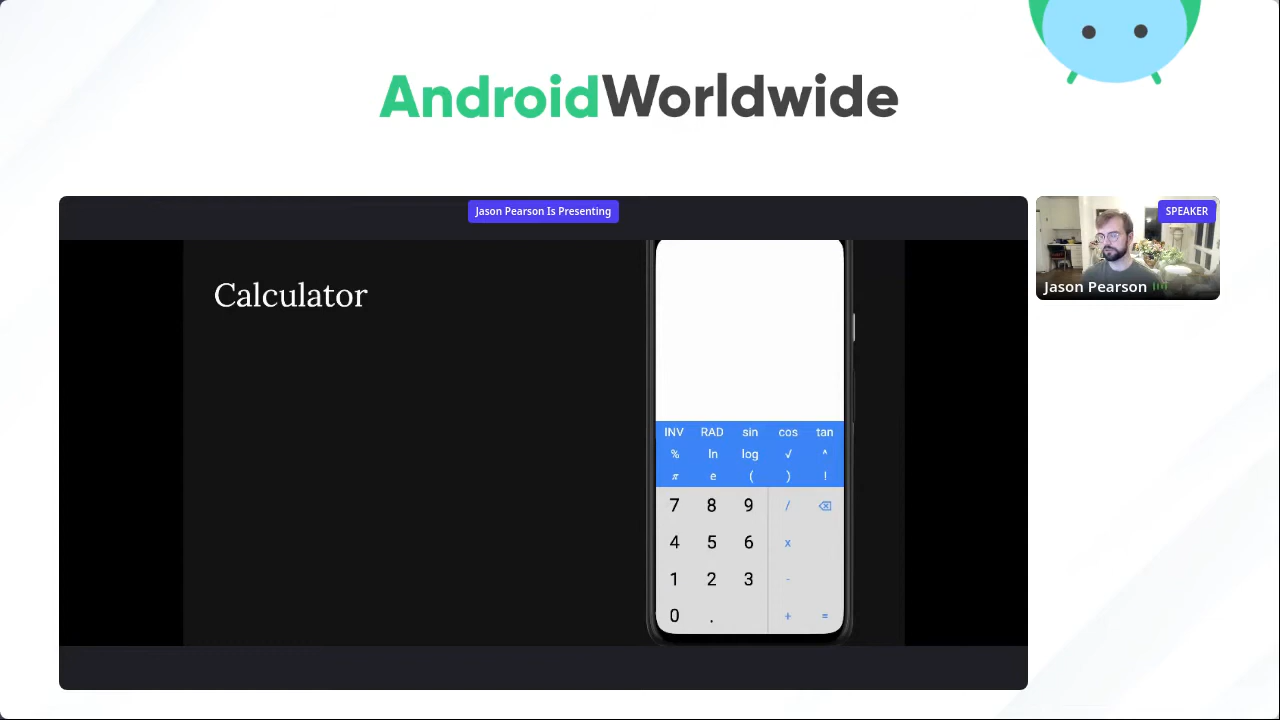 AndroidWorldwide
Jason Pearson Is Presenting
SPEAKER
Jason Pearson
Calculator
INV RAD sin cos tan
% ln log √ ^
π e ( ) !
7 8 9 / ⌫
4 5 6 x
1 2 3 -
0 . + =